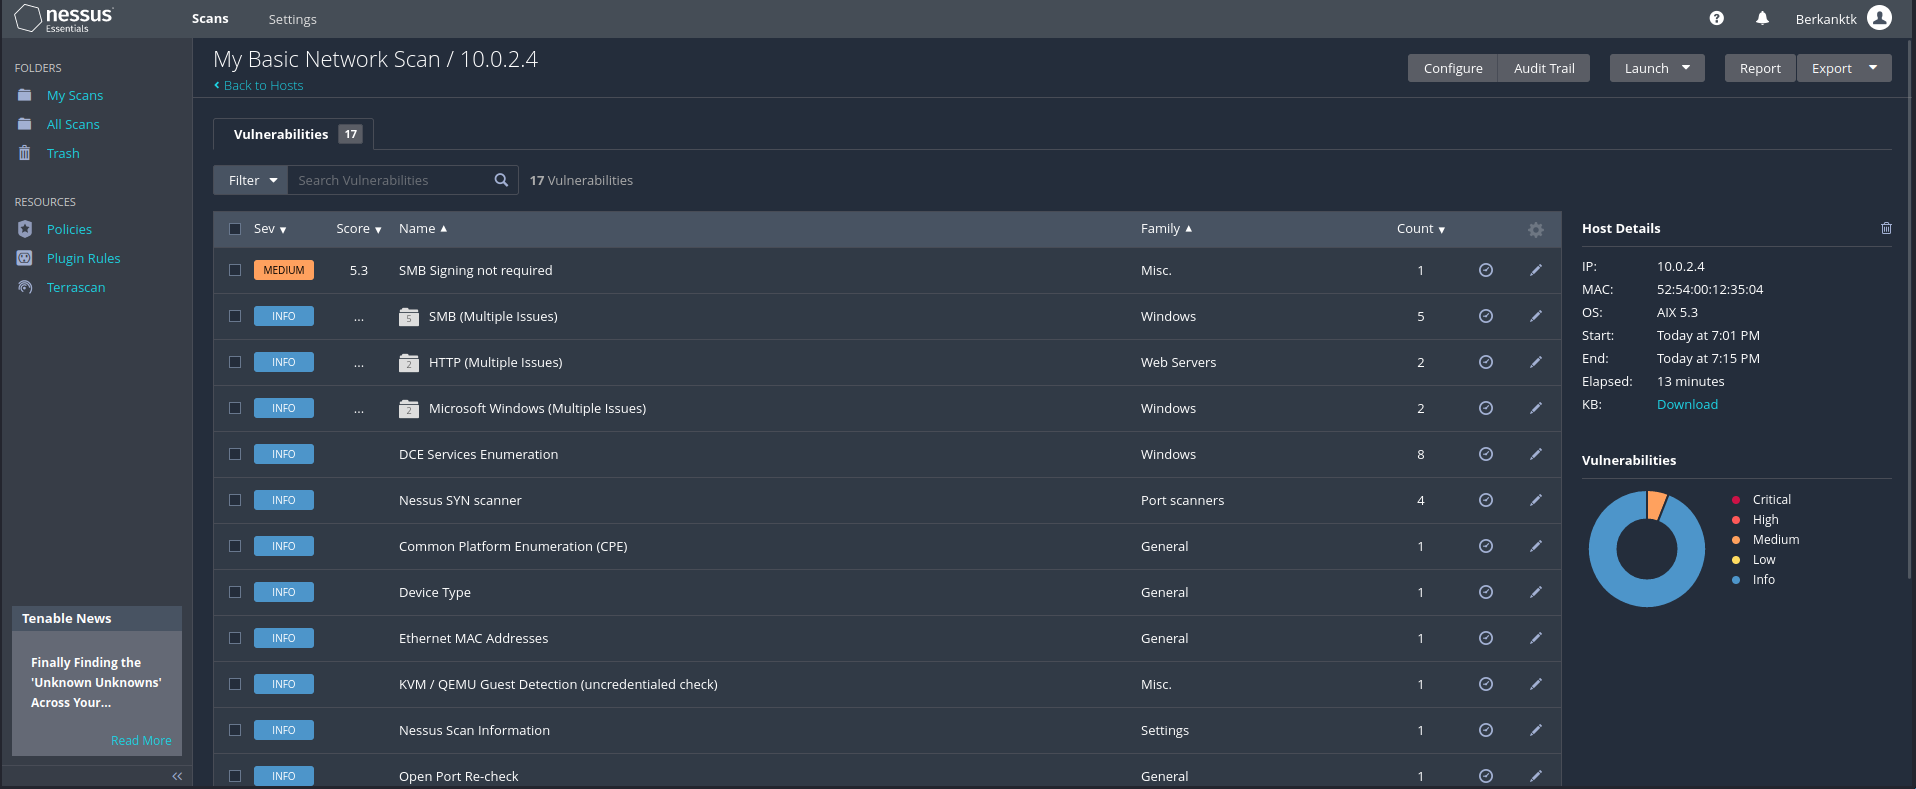 nessus
Essentials
Scans
Settings
Berkanktk
FOLDERS
My Scans
All Scans
Trash
RESOURCES
Policies
Plugin Rules
Terrascan
Tenable News
Finally Finding the
'Unknown Unknowns'
Across Your...
Read More
My Basic Network Scan / 10.0.2.4
Back to Hosts
Configure
Audit Trail
Launch
Report
Export
Vulnerabilities 17
Filter
Search Vulnerabilities
17 Vulnerabilities
Sev Score Name Family Count
MEDIUM 5.3 SMB Signing not required Misc. 1
INFO ... 5 SMB (Multiple Issues) Windows 5
INFO ... 2 HTTP (Multiple Issues) Web Servers 2
INFO ... 2 Microsoft Windows (Multiple Issues) Windows 2
INFO DCE Services Enumeration Windows 8
INFO Nessus SYN scanner Port scanners 4
INFO Common Platform Enumeration (CPE) General 1
INFO Device Type General 1
INFO Ethernet MAC Addresses General 1
INFO KVM / QEMU Guest Detection (uncredentialed check) Misc. 1
INFO Nessus Scan Information Settings 1
INFO Open Port Re-check General 1
Host Details
IP: 10.0.2.4
MAC: 52:54:00:12:35:04
OS: AIX 5.3
Start: Today at 7:01 PM
End: Today at 7:15 PM
Elapsed: 13 minutes
KB: Download
Vulnerabilities
Critical
High
Medium
Low
Info